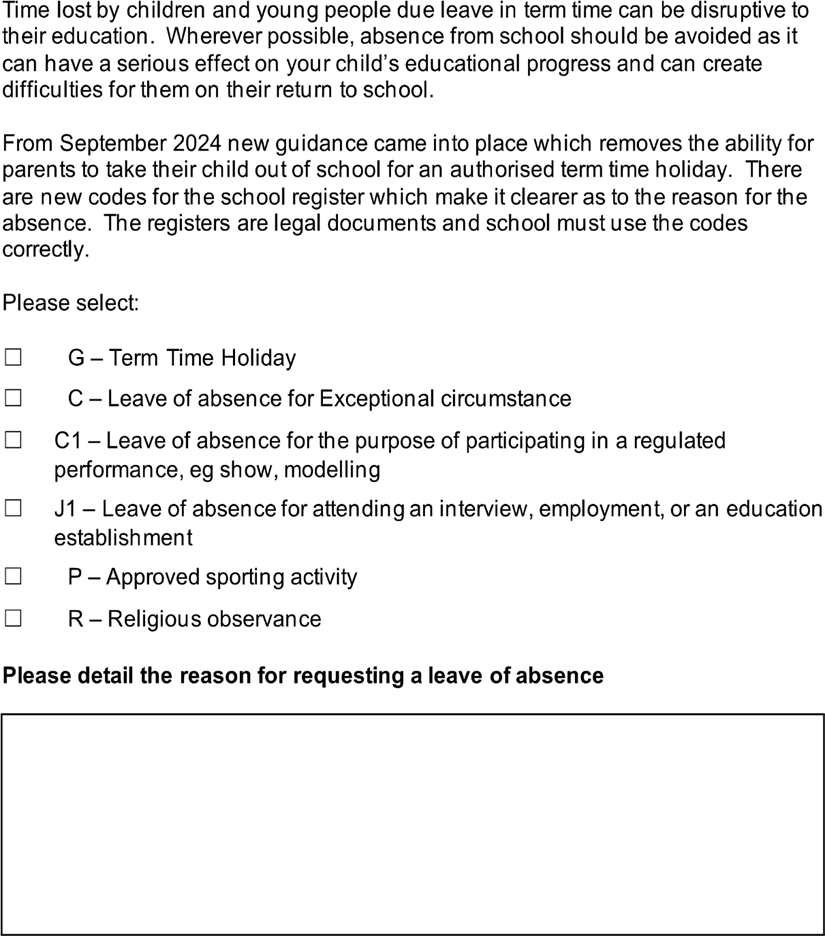 Time lost by children and young people due leave in term time can be disruptive to
their education.  Wherever possible, absence from school should be avoided as it
can have a serious effect on your child's educational progress and can create
difficulties for them on their return to school.
From September 2024 new guidance came into place which removes the ability for
parents to take their child out of school for an authorised term time holiday.  There
are new codes for the school register which make it clearer as to the reason for the
absence.  The registers are legal documents and school must use the codes
correctly.
Please select:
☐ G – Term Time Holiday
☐ C – Leave of absence for Exceptional circumstance
☐ C1 – Leave of absence for the purpose of participating in a regulated
performance, eg show, modelling
☐ J1 – Leave of absence for attending an interview, employment, or an education
establishment
☐ P – Approved sporting activity
☐ R – Religious observance
Please detail the reason for requesting a leave of absence